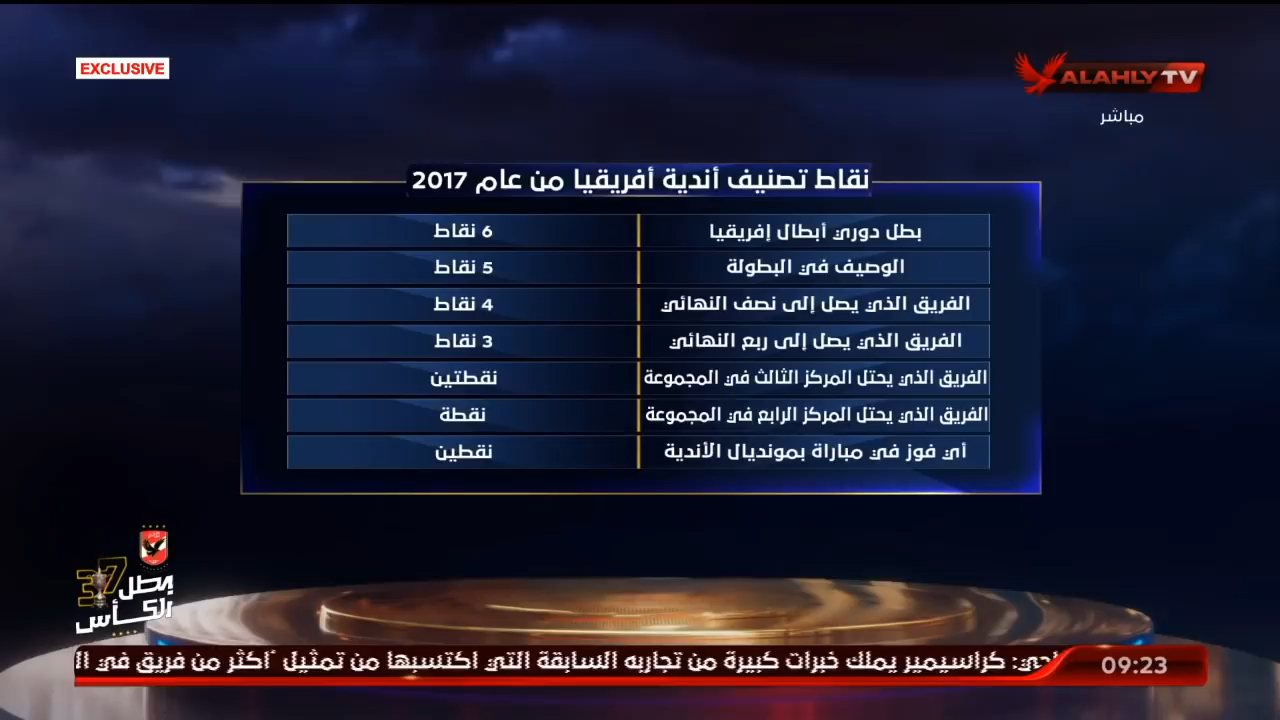 EXCLUSIVE
ALAHLY TV
مباشر
نقاط تصنيف أندية أفريقيا من عام 2017
بطل دوري أبطال إفريقيا 6 نقاط
الوصيف في البطولة 5 نقاط
الفريق الذي يصل إلى نصف النهائي 4 نقاط
الفريق الذي يصل إلى ربع النهائي 3 نقاط
الفريق الذي يحتل المركز الثالث في المجموعة نقطتين
الفريق الذي يحتل المركز الرابع في المجموعة نقطة
أي فوز في مباراة بمونديال الأندية نقطين
37
بطل
الكأس
حي: كراسيمير يملك خبرات كبيرة من تجاربه السابقة التي اكتسبها من تمثيل "أكثر من فريق في ال
09:23